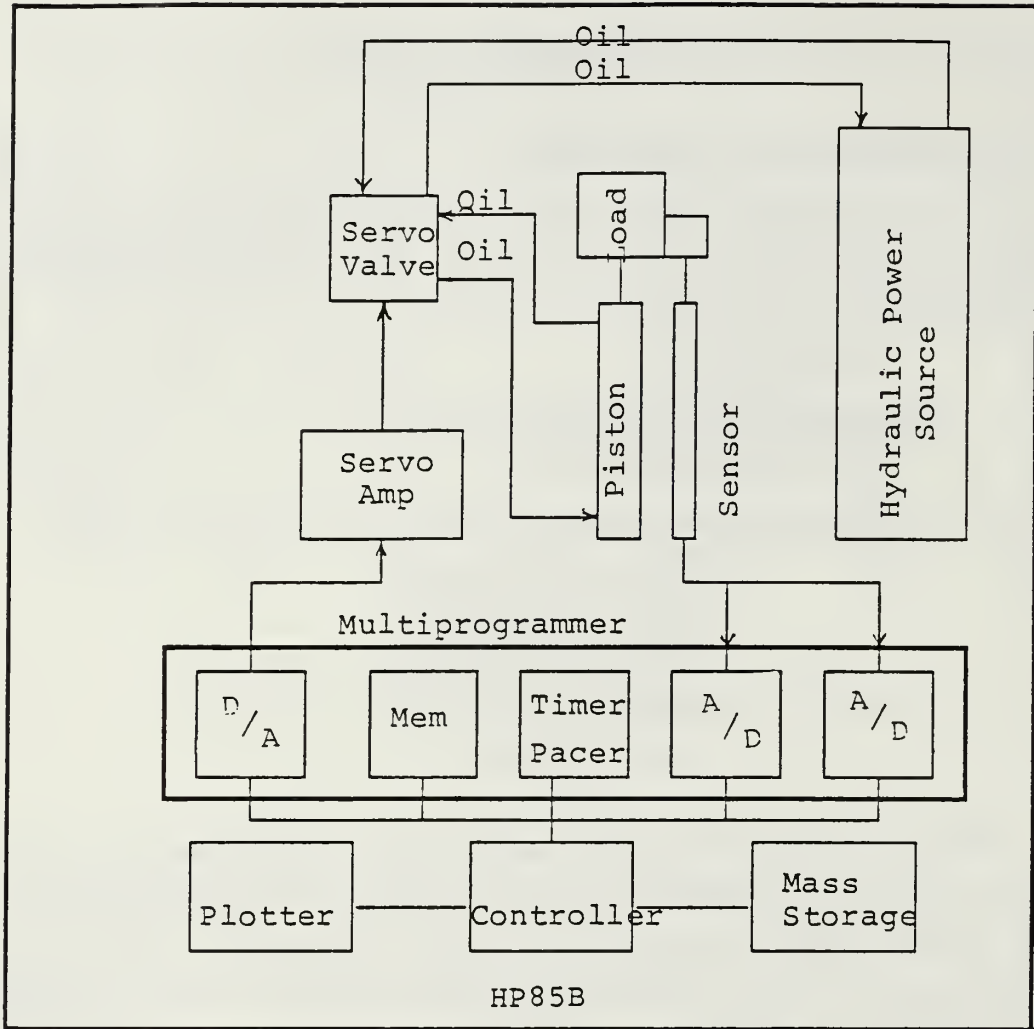 Oil
Oil
Oil
Oil
Servo
Valve
Load
Piston
Sensor
Hydraulic Power
Source
Servo
Amp
Multiprogrammer
D/A
Mem
Timer
Pacer
A/D
A/D
Plotter
Controller
Mass
Storage
HP85B